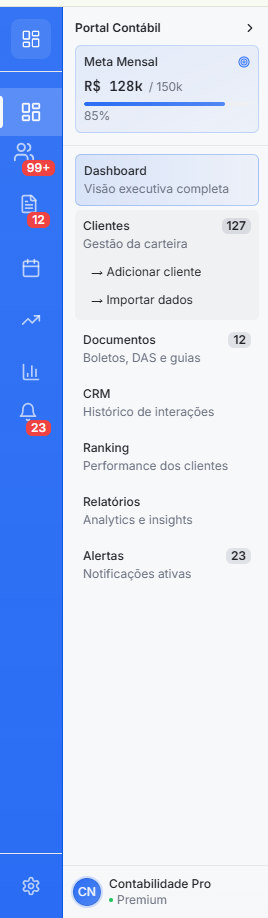 99+
12
23
Portal Contábil
Meta Mensal
R$ 128k / 150k
85%
Dashboard
Visão executiva completa
Clientes 127
Gestão da carteira
→ Adicionar cliente
→ Importar dados
Documentos 12
Boletos, DAS e guias
CRM
Histórico de interações
Ranking
Performance dos clientes
Relatórios
Analytics e insights
Alertas 23
Notificações ativas
CN
Contabilidade Pro
Premium